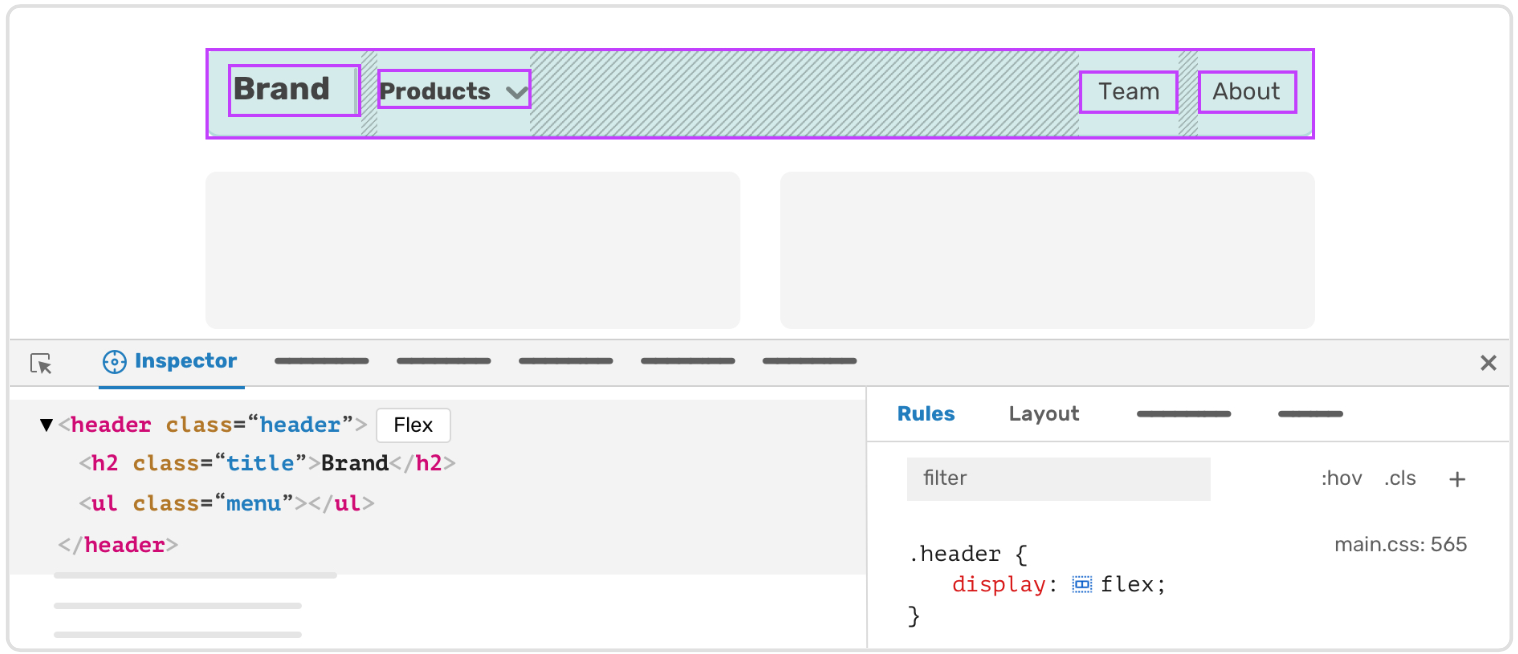 Brand Products Team About
Inspector
<header class=“header”> Flex
<h2 class=“title”>Brand</h2>
<ul class=“menu”></ul>
</header>
Rules Layout
filter :hov .cls +
.header { main.css: 565
display: flex;
}